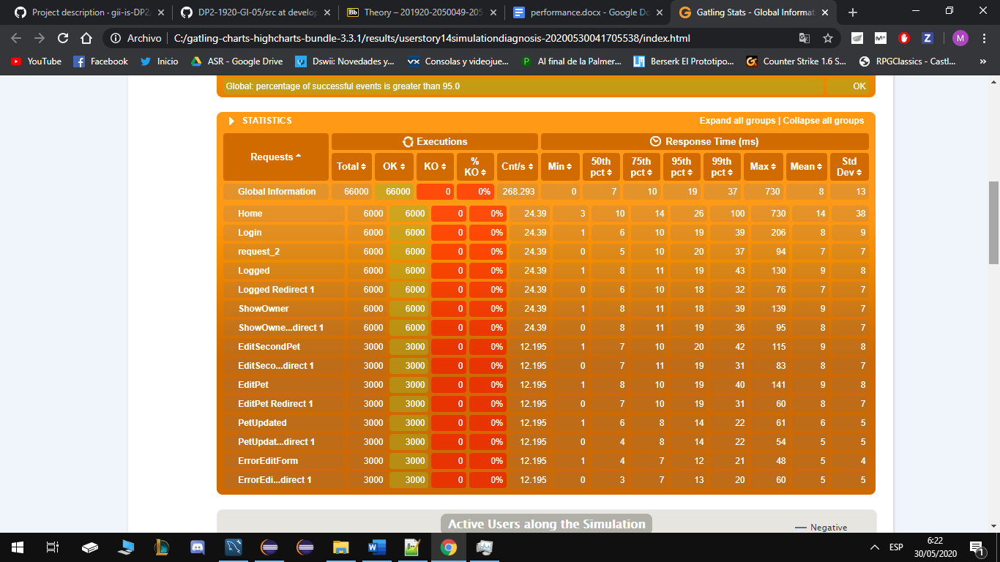 Project description · gii-is-DP2/
DP2-1920-GI-05/src at develop
Theory – 201920-2050049-205
performance.docx - Google Do
Gatling Stats - Global Informat
Archivo
C:/gatling-charts-highcharts-bundle-3.3.1/results/userstory14simulationdiagnosis-20200530041705538/index.html
YouTube
Facebook
Inicio
ASR - Google Drive
Dswii: Novedades y...
Consolas y videojue...
Al final de la Palmer...
Berserk El Prototipo...
Counter Strike 1.6 S...
RPGClassics - Castl...
»
Global: percentage of successful events is greater than 95.0 OK
STATISTICS Expand all groups | Collapse all groups
Requests Executions Response Time (ms)
Total OK KO % KO Cnt/s Min 50th pct 75th pct 95th pct 99th pct Max Mean Std Dev
Global Information 66000 66000 0 0% 268.293 0 7 10 19 37 730 8 13
Home 6000 6000 0 0% 24.39 3 10 14 26 100 730 14 38
Login 6000 6000 0 0% 24.39 1 6 10 19 39 206 8 9
request_2 6000 6000 0 0% 24.39 0 5 10 20 37 94 7 7
Logged 6000 6000 0 0% 24.39 1 8 11 19 43 130 9 8
Logged Redirect 1 6000 6000 0 0% 24.39 0 6 10 18 32 76 7 7
ShowOwner 6000 6000 0 0% 24.39 1 8 11 18 39 139 9 7
ShowOwne...direct 1 6000 6000 0 0% 24.39 0 8 11 19 36 95 8 7
EditSecondPet 3000 3000 0 0% 12.195 1 7 10 20 42 115 9 8
EditSeco...direct 1 3000 3000 0 0% 12.195 0 7 11 19 31 83 8 7
EditPet 3000 3000 0 0% 12.195 1 8 10 19 40 141 9 8
EditPet Redirect 1 3000 3000 0 0% 12.195 0 7 10 19 31 60 8 7
PetUpdated 3000 3000 0 0% 12.195 1 6 8 14 22 61 6 5
PetUpdat...direct 1 3000 3000 0 0% 12.195 0 4 8 14 22 54 5 5
ErrorEditForm 3000 3000 0 0% 12.195 1 4 7 12 21 48 5 4
ErrorEdi...direct 1 3000 3000 0 0% 12.195 0 3 7 13 20 60 5 5
Active Users along the Simulation
Negative
ESP
6:22
30/05/2020
1